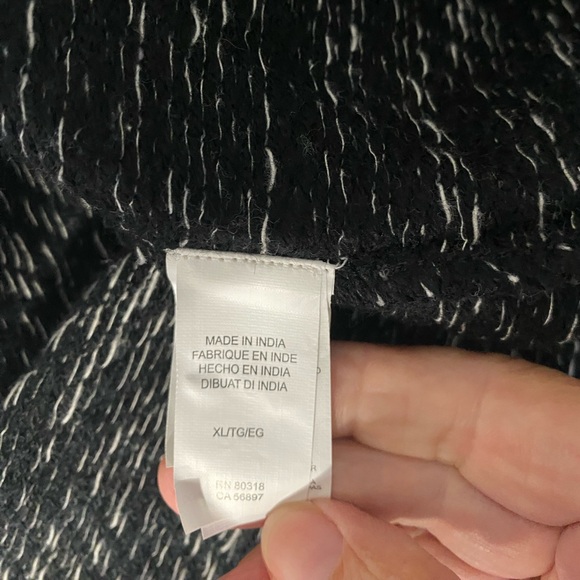 MADE IN INDIA
FABRIQUE EN INDE
HECHO EN INDIA
DIBUAT DI INDIA
XL/TG/EG
RN 80318
CA 56897